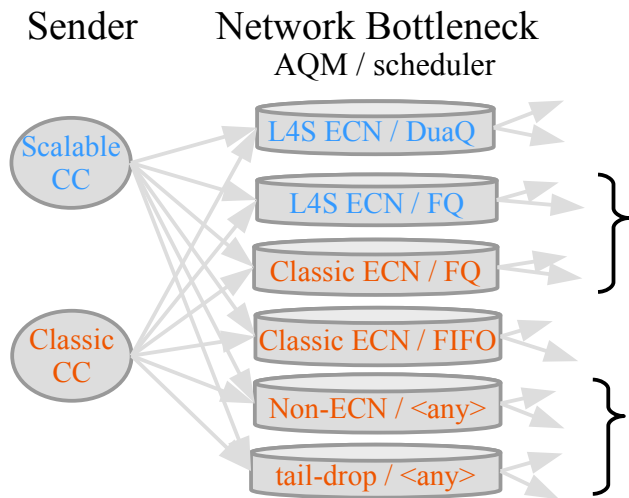 Sender
Network Bottleneck
AQM / scheduler
Scalable
CC
L4S ECN / DuaQ
L4S ECN / FQ
Classic ECN / FQ
Classic
CC
Classic ECN / FIFO
Non-ECN / <any>
tail-drop / <any>